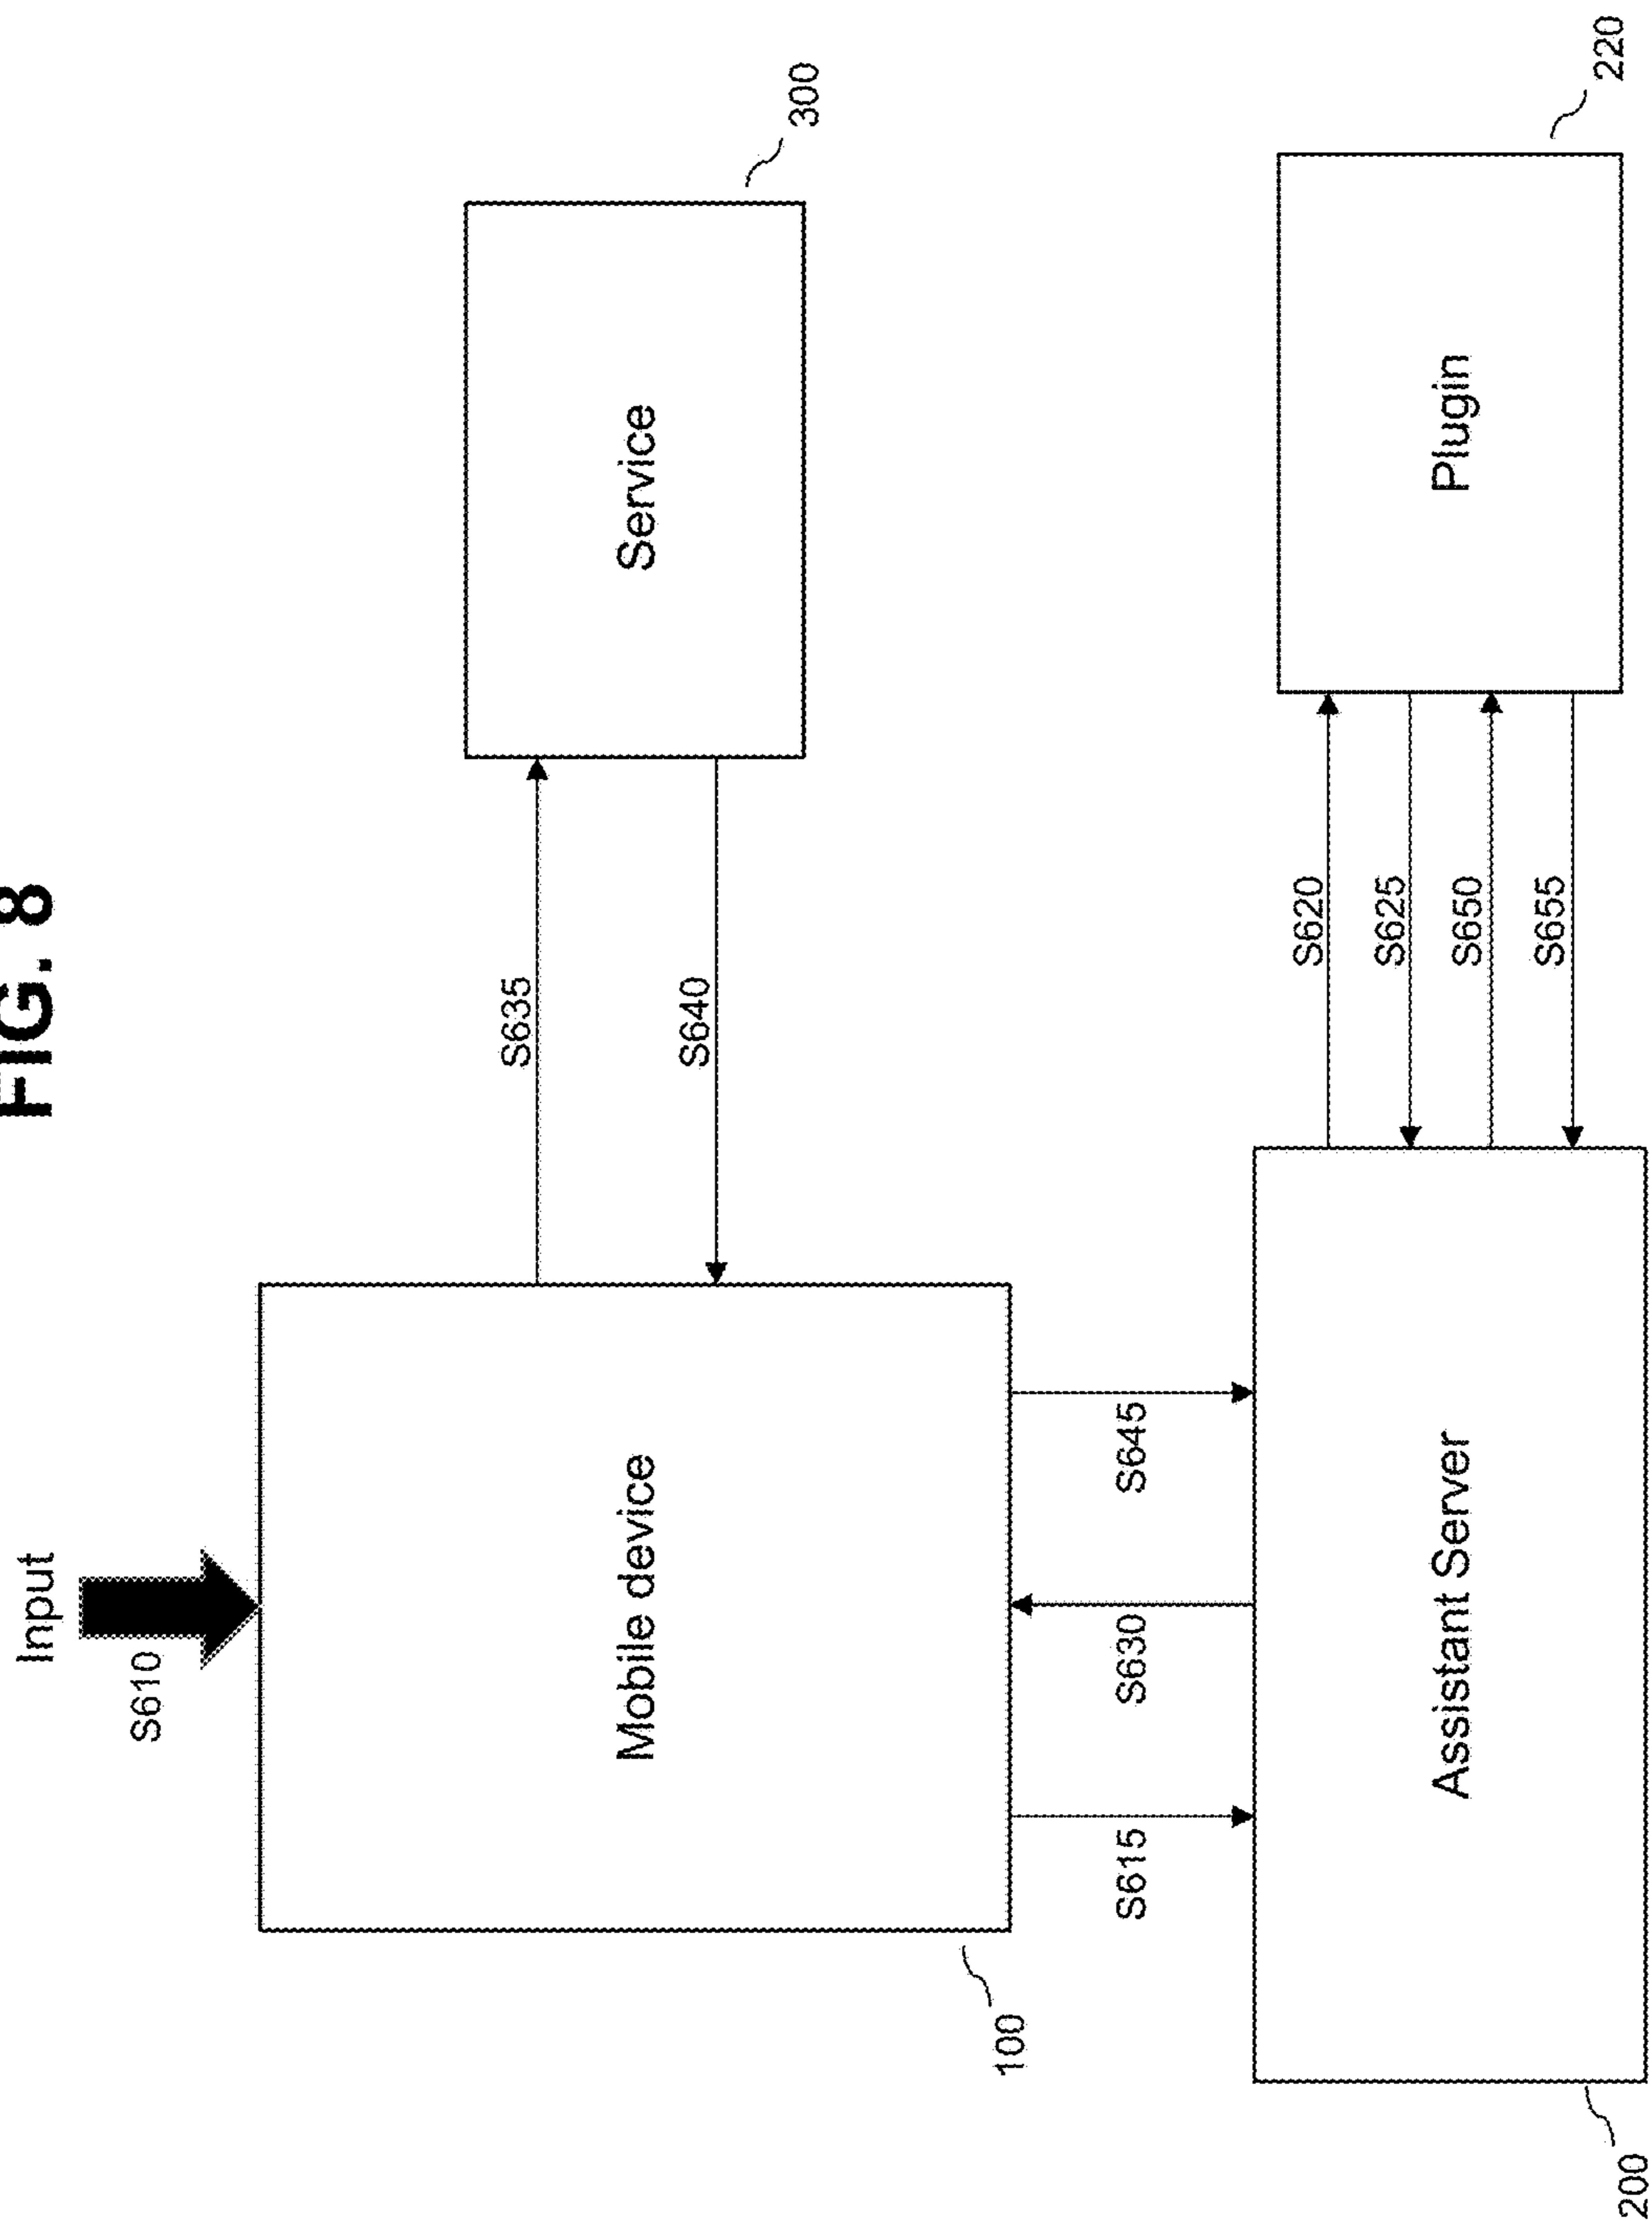 FIG. 8
Input
S610
Mobile device
100
S635
S640
Service
300
S615
S630
S645
Assistant Server
200
S620
S625
S650
S655
Plugin
220